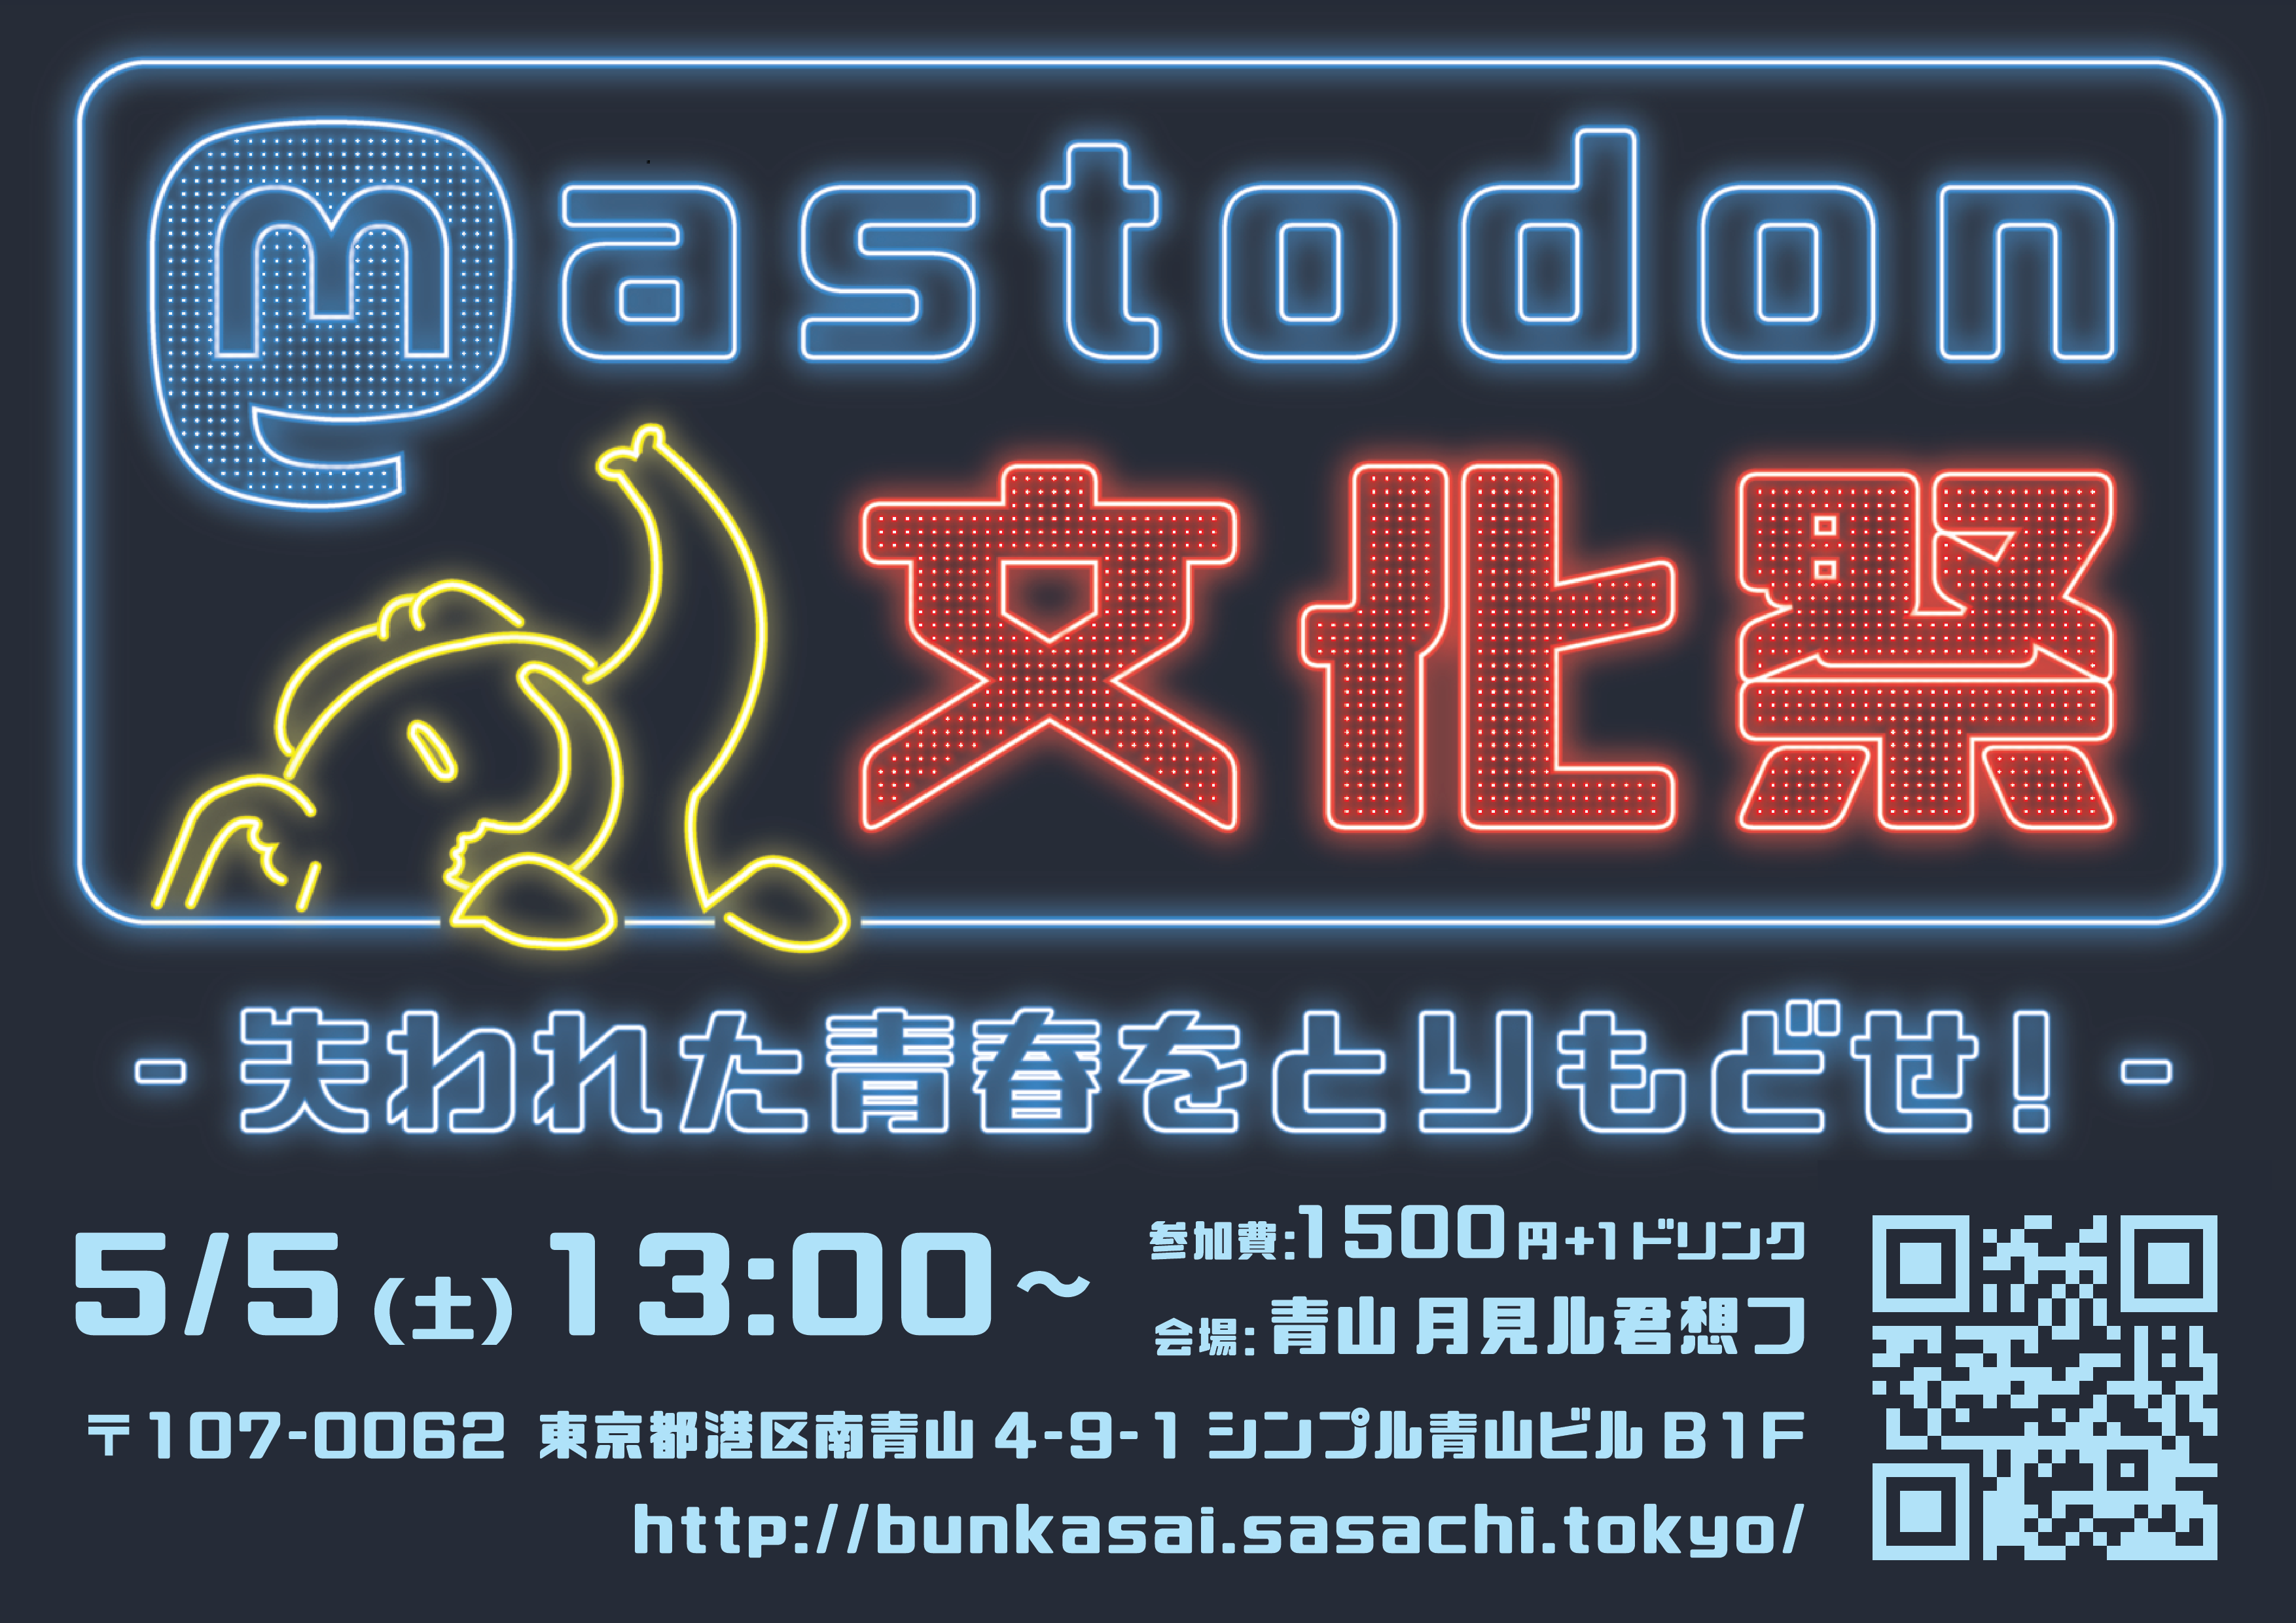 mastodon
文化祭
- 失われた青春をとりもどせ! -
5/5(土)13:00~
参加費:1500円+1ドリンク
会場:青山 月見ル君想フ
〒107-0062 東京都港区南青山 4-9-1 シンプル青山ビル B1F
http://bunkasai.sasachi.tokyo/